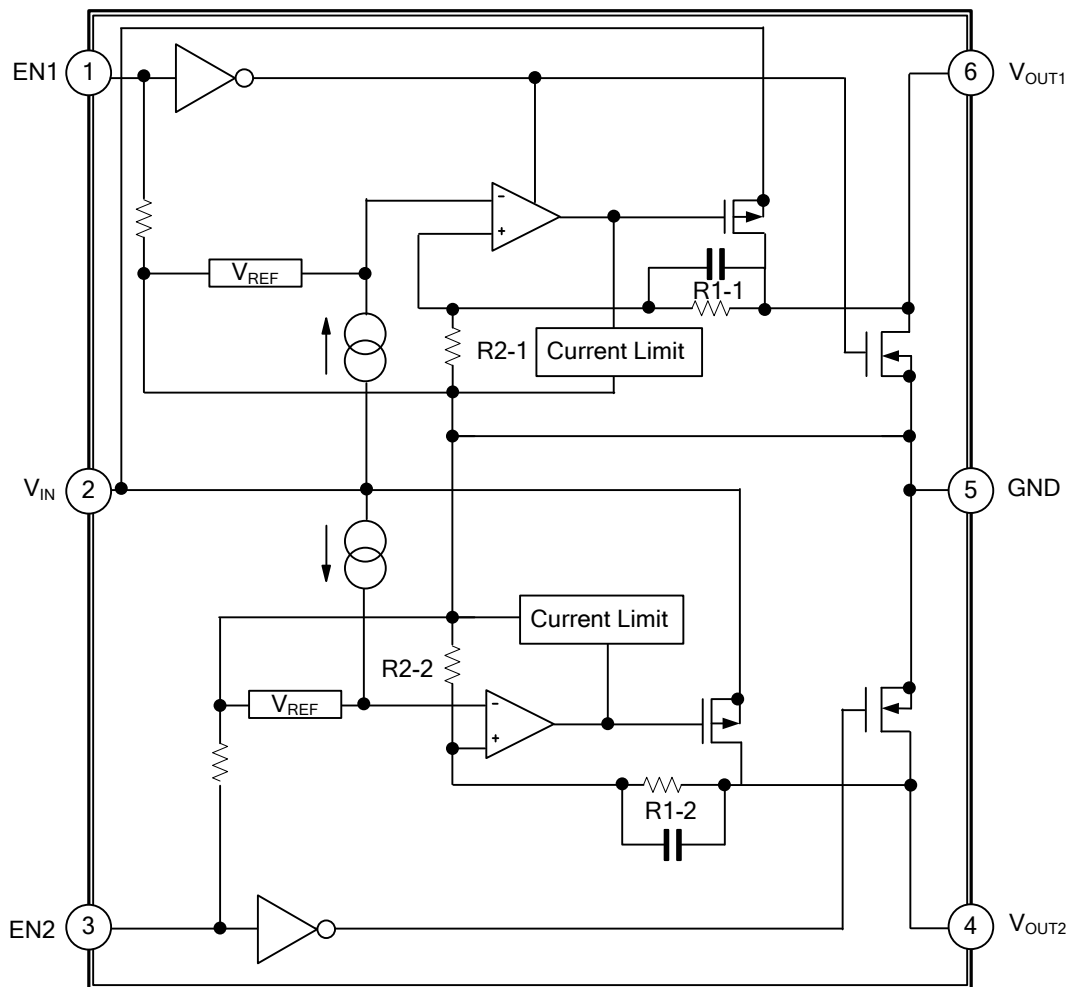 EN1 1 6 VOUT1
- +
VREF
R1-1
R2-1 Current Limit
VIN 2 5 GND
Current Limit
R2-2
VREF - +
R1-2
EN2 3 4 VOUT2